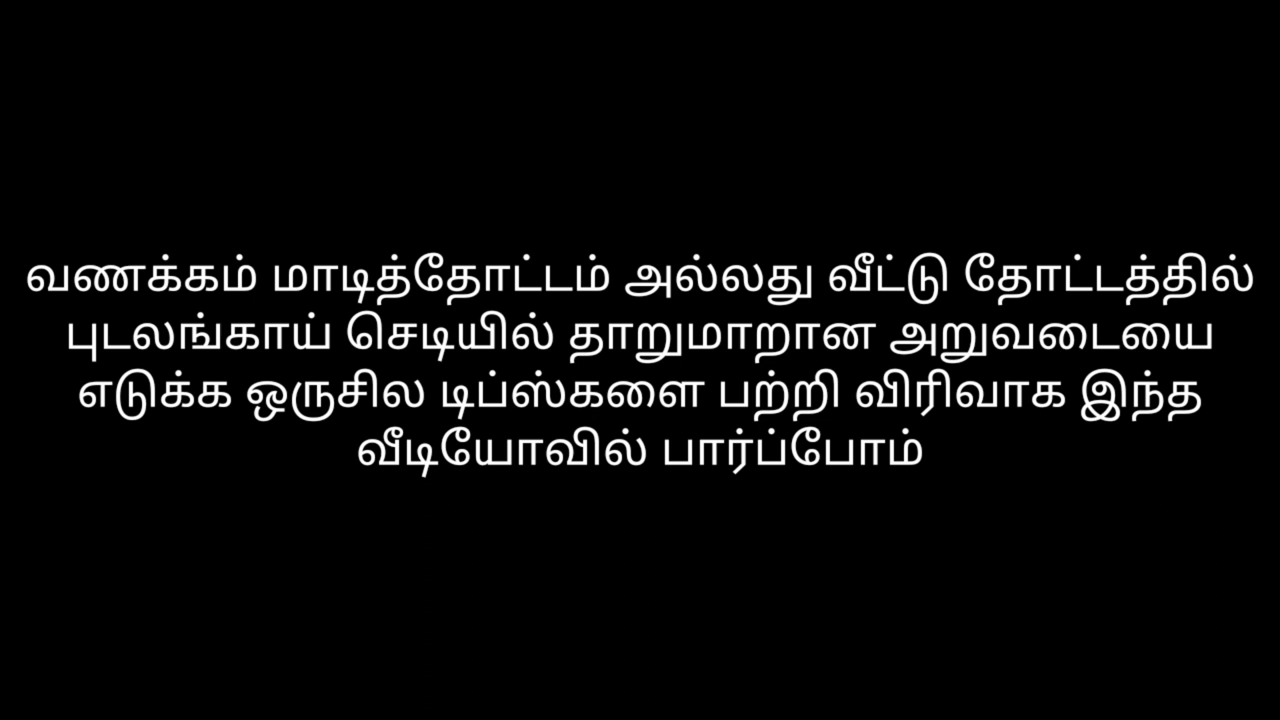 வணக்கம் மாடித்தோட்டம் அல்லது வீட்டு தோட்டத்தில்
புடலங்காய் செடியில் தாறுமாறான அறுவடையை
எடுக்க ஒருசில டிப்ஸ்களை பற்றி விரிவாக இந்த
வீடியோவில் பார்ப்போம்